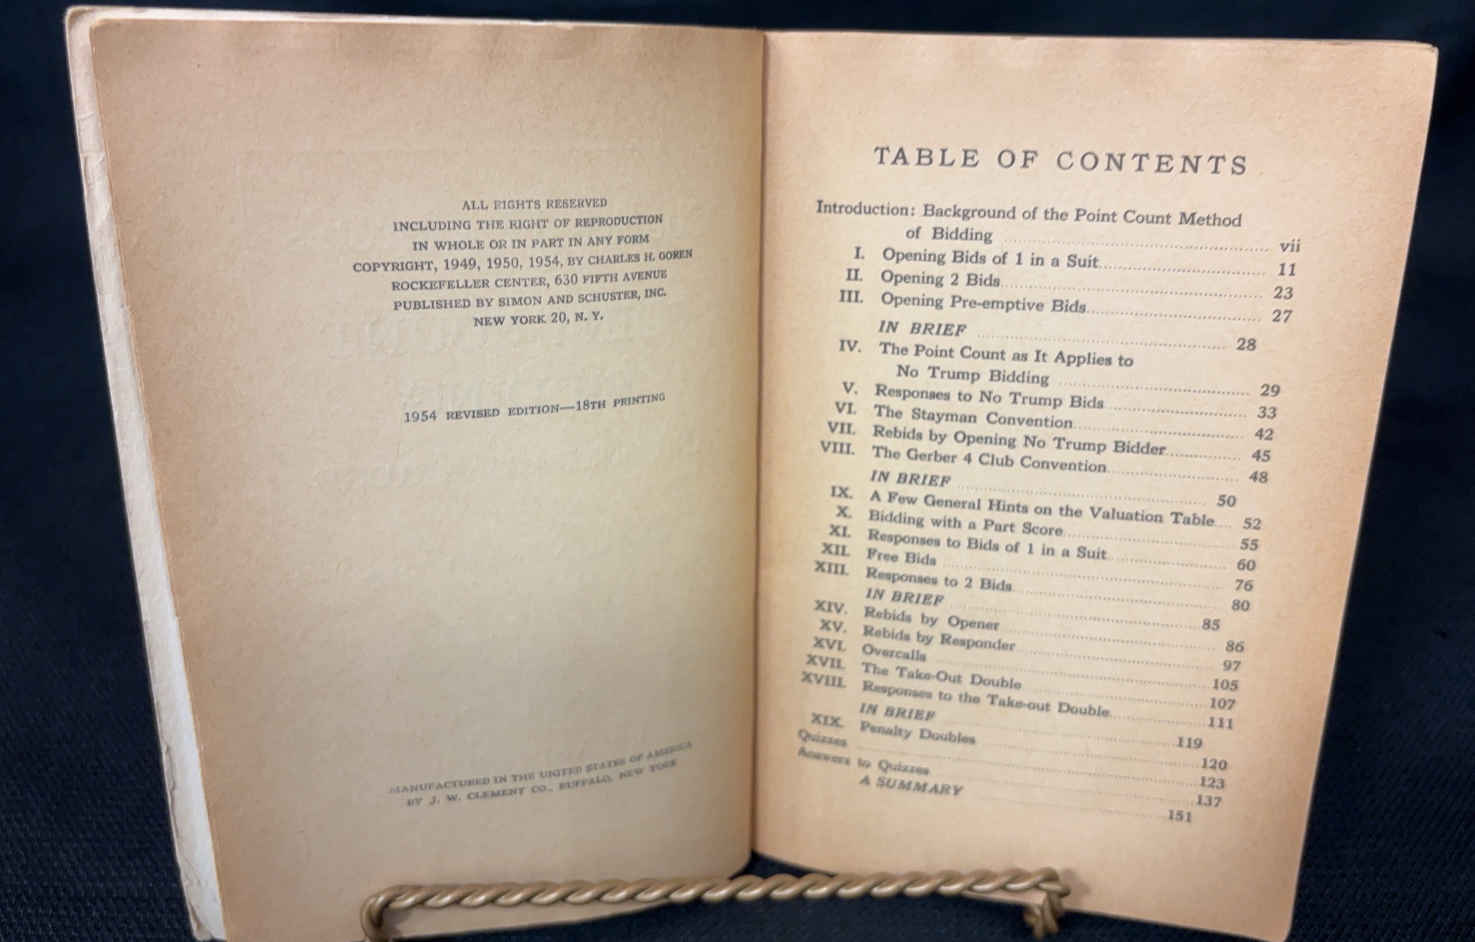 ALL RIGHTS RESERVED
INCLUDING THE RIGHT OF REPRODUCTION
IN WHOLE OR IN PART IN ANY FORM
COPYRIGHT, 1949, 1950, 1954, BY CHARLES H. GOREN
ROCKEFELLER CENTER, 630 FIFTH AVENUE
PUBLISHED BY SIMON AND SCHUSTER, INC.
NEW YORK 20, N. Y.
1954 REVISED EDITION—18TH PRINTING
MANUFACTURED IN THE UNITED STATES OF AMERICA
BY J. W. CLEMENT CO., BUFFALO, NEW YORK
TABLE OF CONTENTS
Introduction: Background of the Point Count Method
of Bidding vii
I. Opening Bids of 1 in a Suit 11
II. Opening 2 Bids 23
III. Opening Pre-emptive Bids 27
IN BRIEF 28
IV. The Point Count as It Applies to
No Trump Bidding 29
V. Responses to No Trump Bids 33
VI. The Stayman Convention 42
VII. Rebids by Opening No Trump Bidder 45
VIII. The Gerber 4 Club Convention 48
IN BRIEF 50
IX. A Few General Hints on the Valuation Table 52
X. Bidding with a Part Score 55
XI. Responses to Bids of 1 in a Suit 60
XII. Free Bids 76
XIII. Responses to 2 Bids 80
IN BRIEF 85
XIV. Rebids by Opener 86
XV. Rebids by Responder 97
XVI. Overcalls 105
XVII. The Take-Out Double 107
XVIII. Responses to the Take-out Double 111
IN BRIEF 119
XIX. Penalty Doubles 120
Quizzes 123
Answers to Quizzes 137
A SUMMARY 151